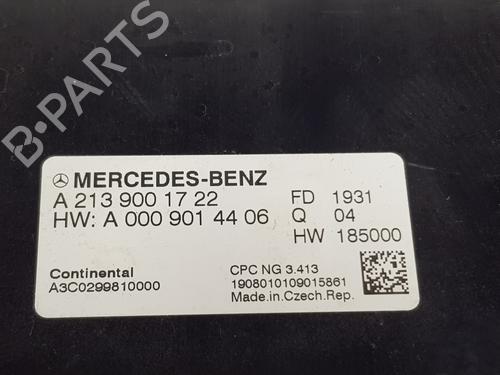 B-PARTS
MERCEDES-BENZ
A 213 900 17 22 FD 1931
HW: A 000 901 44 06 Q 04
HW 185000
Continental CPC NG 3.413
A3C0299810000 1908010109015861
Made.in.Czech.Rep.